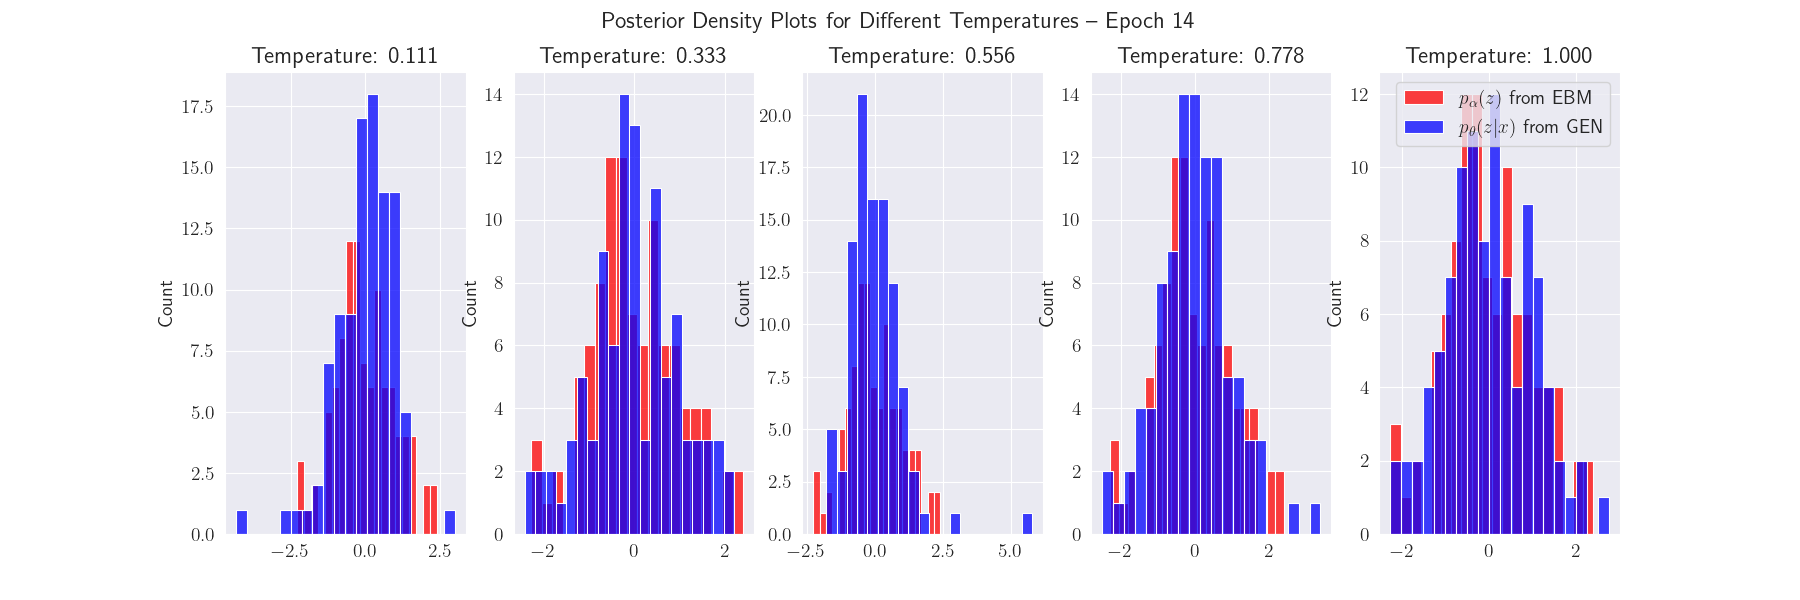 Posterior Density Plots for Different Temperatures – Epoch 14
Temperature: 0.111
Count
17.5
15.0
12.5
10.0
7.5
5.0
2.5
0.0
−2.5 0.0 2.5
Temperature: 0.333
Count
14
12
10
8
6
4
2
0
−2 0 2
Temperature: 0.556
Count
20.0
17.5
15.0
12.5
10.0
7.5
5.0
2.5
0.0
−2.5 0.0 2.5 5.0
Temperature: 0.778
Count
14
12
10
8
6
4
2
0
−2 0 2
Temperature: 1.000
Count
12
10
8
6
4
2
0
−2 0 2
pα(z) from EBM
pθ(z|x) from GEN